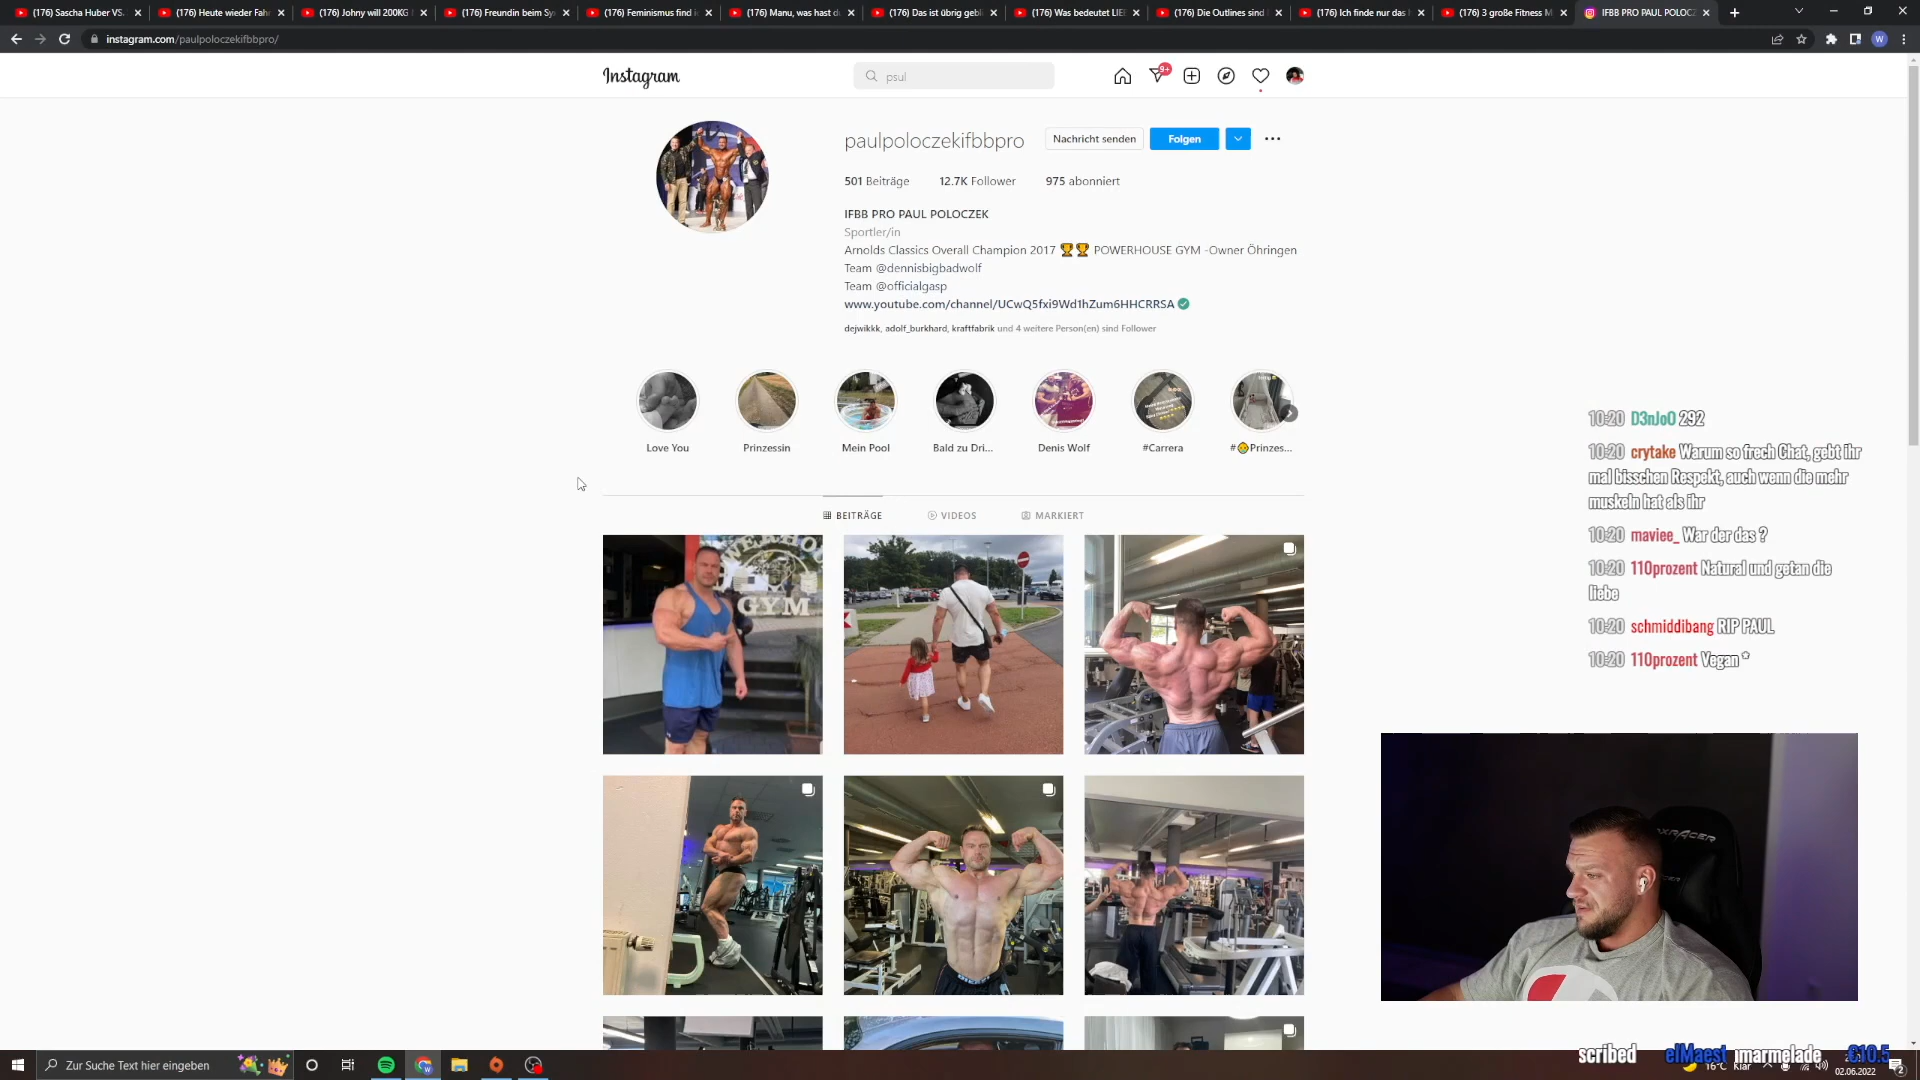 (176) Sascha Huber VS.
(176) Heute wieder Fah
(176) Johny will 200KG
(176) Freundin beim Sy
(176) Feminismus find i
(176) Manu, was hast d
(176) Das ist übrig geb
(176) Was bedeutet LIE
(176) Die Outlines sind
(176) Ich finde nur das
(176) 3 große Fitness M
IFBB PRO PAUL POLOCZ
instagram.com/paulpoloczekifbbpro/
W
Instagram
psul
9+
paulpoloczekifbbpro
Nachricht senden
Folgen
501 Beiträge
12.7K Follower
975 abonniert
IFBB PRO PAUL POLOCZEK
Sportler/in
Arnolds Classics Overall Champion 2017 🏆🏆 POWERHOUSE GYM -Owner Öhringen
Team @dennisbigbadwolf
Team @officialgasp
www.youtube.com/channel/UCwQ5fxi9Wd1hZum6HHCRRSA
dejwikkk, adolf_burkhard, kraftfabrik und 4 weitere Person(en) sind Follower
Love You
Prinzessin
Mein Pool
Bald zu Dri...
Denis Wolf
#Carrera
#👶Prinzes...
BEITRÄGE
VIDEOS
MARKIERT
GYM
10:20 D3nJo0 292
10:20 crytake Warum so frech Chat, gebt ihr
mal bisschen Respekt, auch wenn die mehr
muskeln hat als ihr
10:20 maviee_ War der das ?
10:20 110prozent Natural und getan die
liebe
10:20 schmiddibang RIP PAUL
10:20 110prozent Vegan *
scribed
elMaest
marmelade
€10.5
Zur Suche Text hier eingeben
16°C Klar
02.06.2022
2